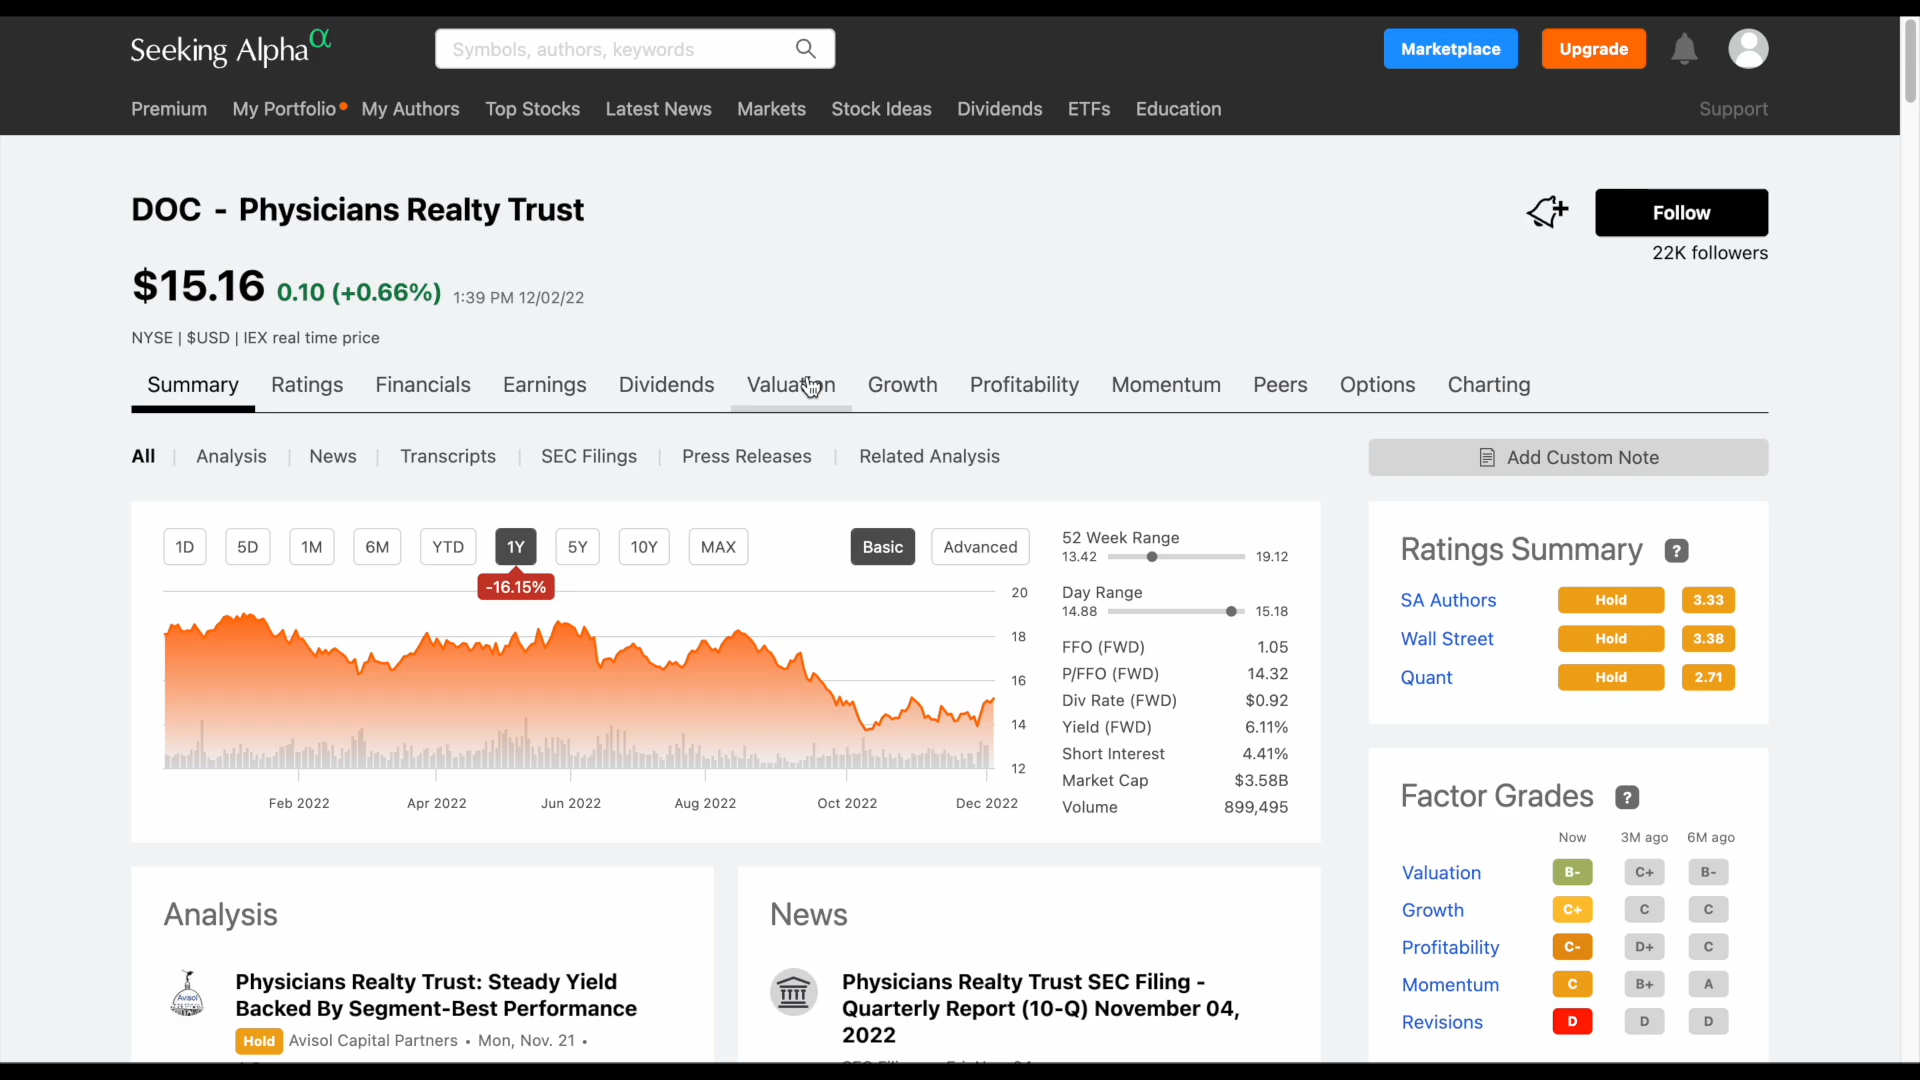 Seeking Alpha α
Symbols, authors, keywords
Marketplace
Upgrade
Premium My Portfolio My Authors Top Stocks Latest News Markets Stock Ideas Dividends ETFs Education Support
DOC - Physicians Realty Trust
Follow
22K followers
$15.16 0.10 (+0.66%) 1:39 PM 12/02/22
NYSE | $USD | IEX real time price
Summary Ratings Financials Earnings Dividends Valuation Growth Profitability Momentum Peers Options Charting
All | Analysis | News | Transcripts | SEC Filings | Press Releases | Related Analysis
Add Custom Note
1D 5D 1M 6M YTD 1Y 5Y 10Y MAX Basic Advanced
-16.15%
20
18
16
14
12
Feb 2022 Apr 2022 Jun 2022 Aug 2022 Oct 2022 Dec 2022
52 Week Range
13.42 19.12
Day Range
14.88 15.18
FFO (FWD) 1.05
P/FFO (FWD) 14.32
Div Rate (FWD) $0.92
Yield (FWD) 6.11%
Short Interest 4.41%
Market Cap $3.58B
Volume 899,495
Ratings Summary ?
SA Authors Hold 3.33
Wall Street Hold 3.38
Quant Hold 2.71
Factor Grades ?
Now 3M ago 6M ago
Valuation B- C+ B-
Growth C+ C C
Profitability C- D+ C
Momentum C B+ A
Revisions D D D
Analysis
Avisol
Physicians Realty Trust: Steady Yield
Backed By Segment-Best Performance
Hold Avisol Capital Partners • Mon, Nov. 21 •
News
Physicians Realty Trust SEC Filing -
Quarterly Report (10-Q) November 04,
2022